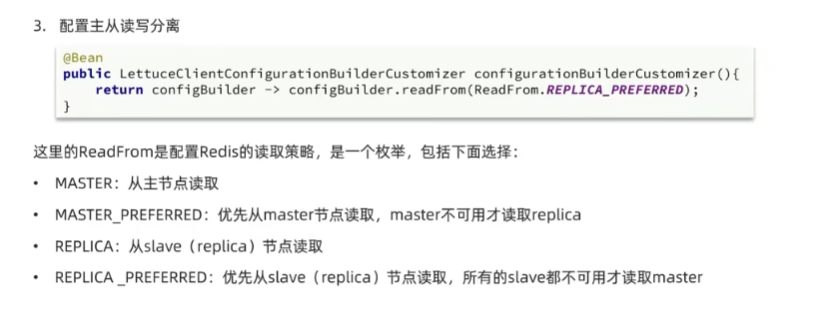 3. 配置主从读写分离
@Bean
public LettuceClientConfigurationBuilderCustomizer configurationBuilderCustomizer(){
    return configBuilder -> configBuilder.readFrom(ReadFrom.REPLICA_PREFERRED);
}
这里的ReadFrom是配置Redis的读取策略，是一个枚举，包括下面选择：
• MASTER：从主节点读取
• MASTER_PREFERRED：优先从master节点读取，master不可用才读取replica
• REPLICA：从slave（replica）节点读取
• REPLICA _PREFERRED：优先从slave（replica）节点读取，所有的slave都不可用才读取master